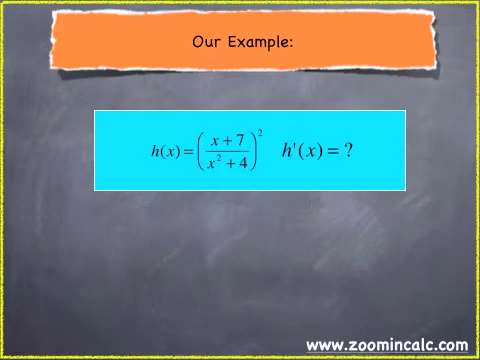 Our Example:
h(x) = ( (x + 7) / (x² + 4) )²   h'(x) = ?
www.zoomincalc.com